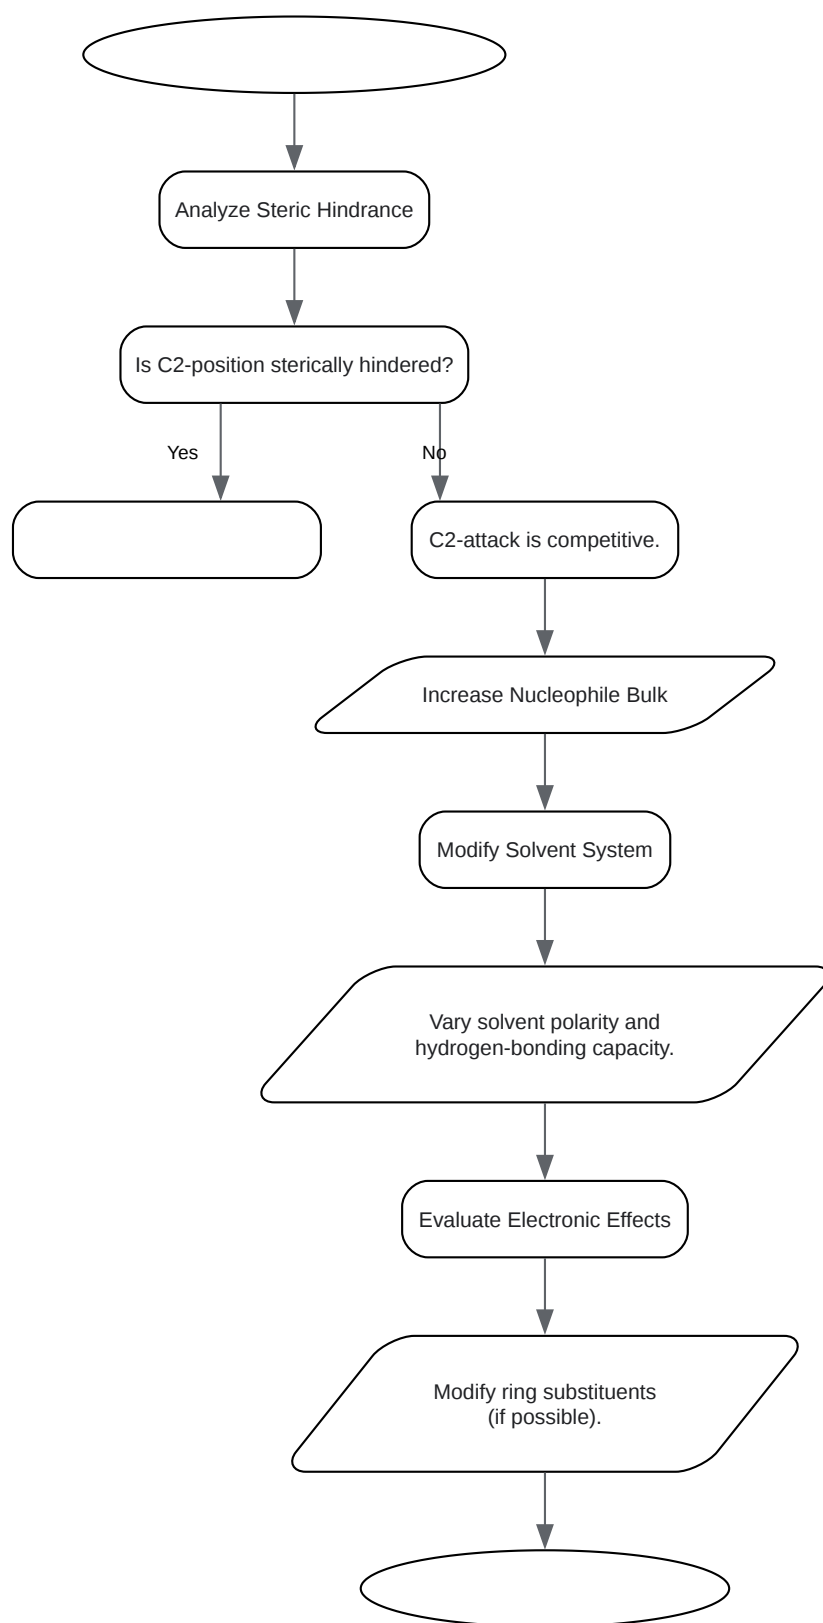 Analyze Steric Hindrance
Is C2-position sterically hindered?
Yes
No
C2-attack is competitive.
Increase Nucleophile Bulk
Modify Solvent System
Vary solvent polarity and
hydrogen-bonding capacity.
Evaluate Electronic Effects
Modify ring substituents
(if possible).